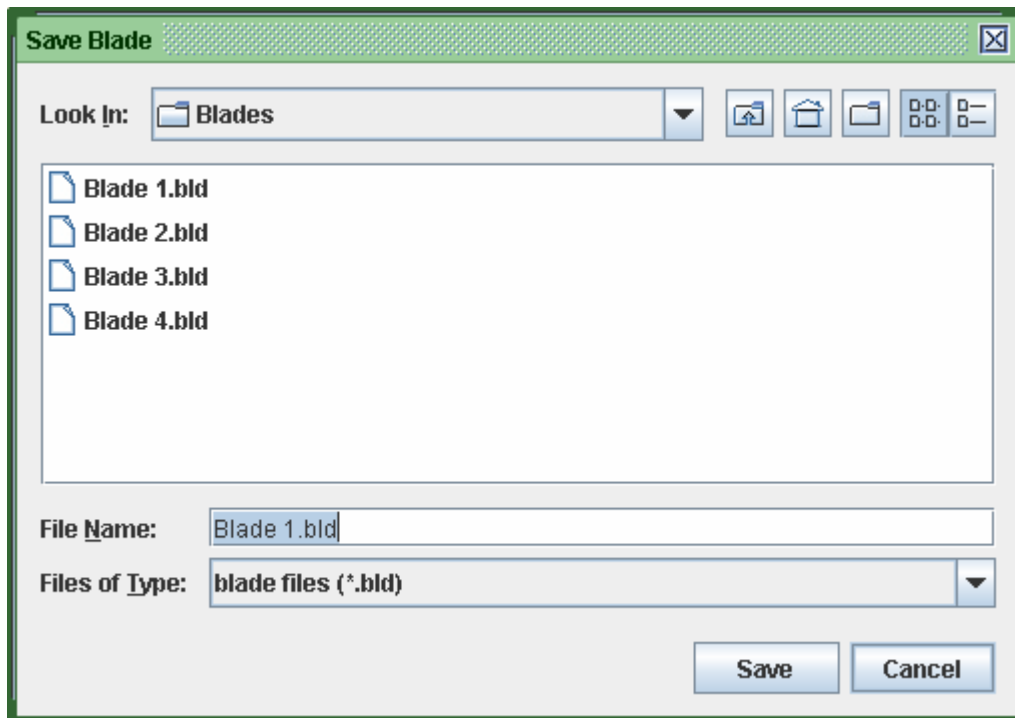 Save Blade
Look In: Blades
Blade 1.bld
Blade 2.bld
Blade 3.bld
Blade 4.bld
File Name: Blade 1.bld
Files of Type: blade files (*.bld)
Save Cancel